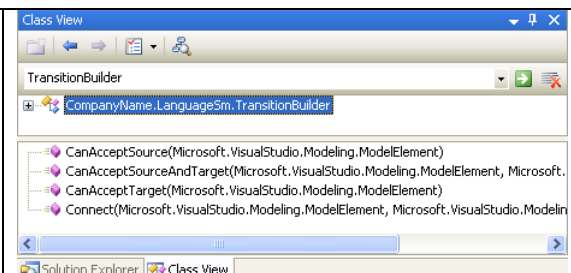 Class View
TransitionBuilder
CompanyName.LanguageSm.TransitionBuilder
CanAcceptSource(Microsoft.VisualStudio.Modeling.ModelElement)
CanAcceptSourceAndTarget(Microsoft.VisualStudio.Modeling.ModelElement, Microsoft.
CanAcceptTarget(Microsoft.VisualStudio.Modeling.ModelElement)
Connect(Microsoft.VisualStudio.Modeling.ModelElement, Microsoft.VisualStudio.Modelin
Solution Explorer Class View